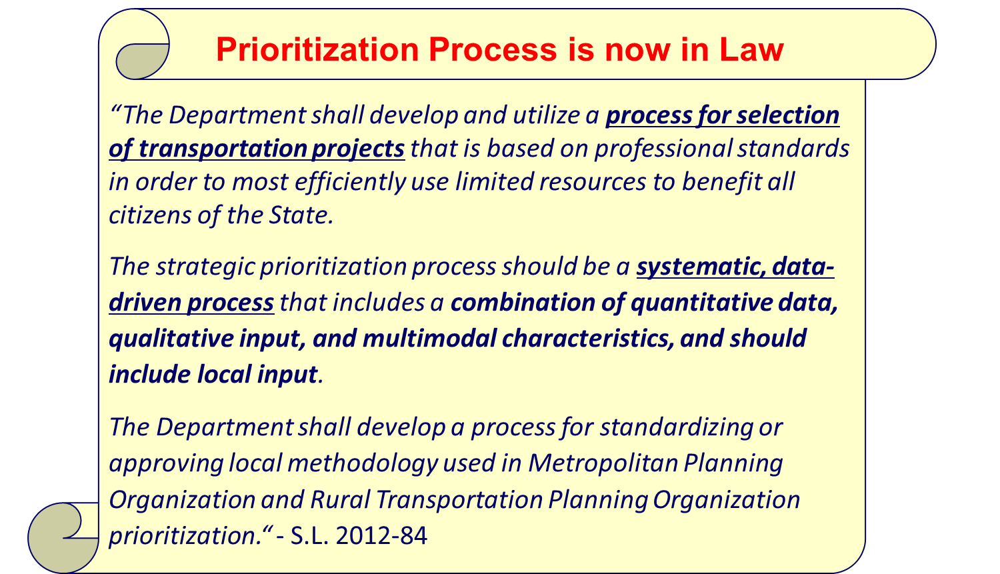 Prioritization Process is now in Law
“The Department shall develop and utilize a process for selection
of transportation projects that is based on professional standards
in order to most efficiently use limited resources to benefit all
citizens of the State.
The strategic prioritization process should be a systematic, data-
driven process that includes a combination of quantitative data,
qualitative input, and multimodal characteristics, and should
include local input.
The Department shall develop a process for standardizing or
approving local methodology used in Metropolitan Planning
Organization and Rural Transportation Planning Organization
prioritization.“ - S.L. 2012-84